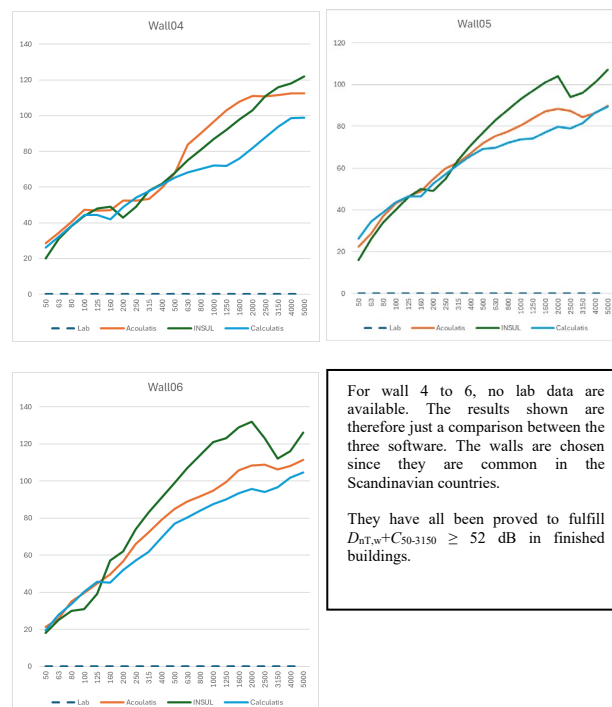 Wall04
140
120
100
80
60
40
20
0
50 63 80 100 125 160 200 250 315 400 500 630 800 1000 1250 1600 2000 2500 3150 4000 5000
Lab Acoulatis INSUL Calculatis
Wall05
120
100
80
60
40
20
0
50 63 80 100 125 160 200 250 315 400 500 630 800 1000 1250 1600 2000 2500 3150 4000 5000
Lab Acoulatis INSUL Calculatis
Wall06
140
120
100
80
60
40
20
0
50 63 80 100 125 160 200 250 315 400 500 630 800 1000 1250 1600 2000 2500 3150 4000 5000
Lab Acoulatis INSUL Calculatis
For wall 4 to 6, no lab data are
available. The results shown are
therefore just a comparison between the
three software. The walls are chosen
since they are common in the
Scandinavian countries.
They have all been proved to fulfill
DnT,w+C50-3150 ≥ 52 dB in finished
buildings.